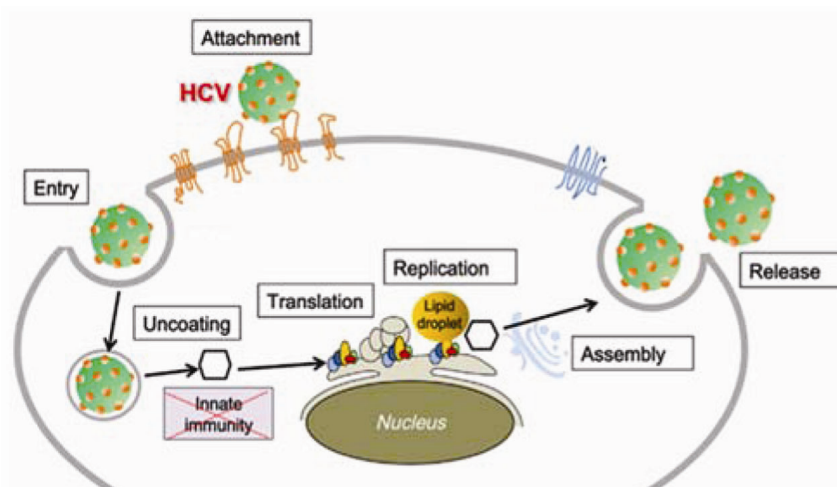 Attachment
HCV
Entry
Replication
Release
Translation
Lipid
droplet
Uncoating
Assembly
Innate
immunity
Nucleus